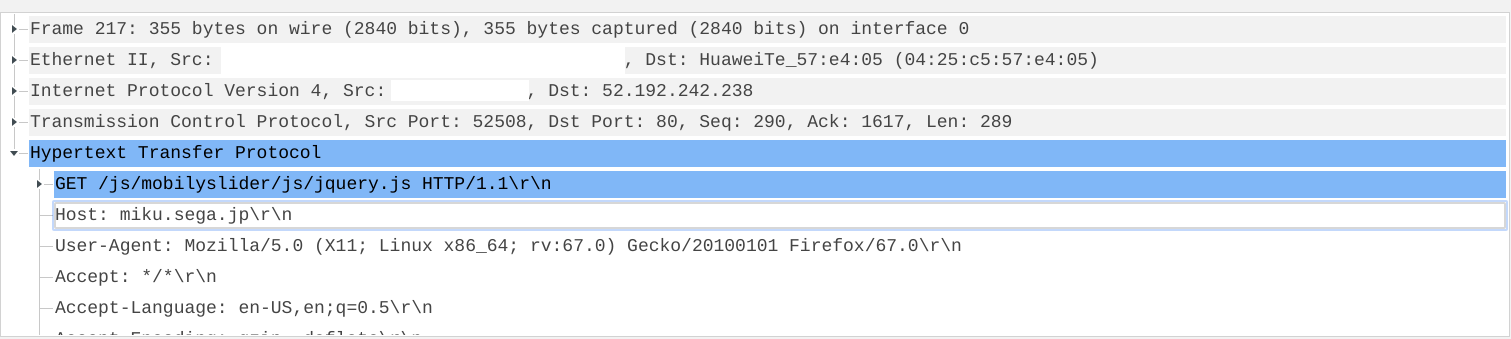 Frame 217: 355 bytes on wire (2840 bits), 355 bytes captured (2840 bits) on interface 0
Ethernet II, Src: , Dst: HuaweiTe_57:e4:05 (04:25:c5:57:e4:05)
Internet Protocol Version 4, Src: , Dst: 52.192.242.238
Transmission Control Protocol, Src Port: 52508, Dst Port: 80, Seq: 290, Ack: 1617, Len: 289
Hypertext Transfer Protocol
GET /js/mobilyslider/js/jquery.js HTTP/1.1\r\n
Host: miku.sega.jp\r\n
User-Agent: Mozilla/5.0 (X11; Linux x86_64; rv:67.0) Gecko/20100101 Firefox/67.0\r\n
Accept: */*\r\n
Accept-Language: en-US,en;q=0.5\r\n
Accept-Encoding: gzip, deflate\r\n